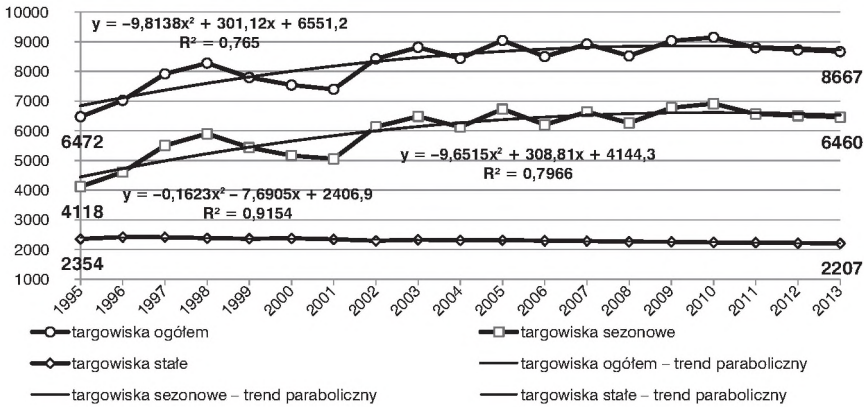 10000
y = –9,8138x² + 301,12x + 6551,2
R² = 0,765
9000
8000
8667
7000
6000
6472
6460
5000
y = –9,6515x² + 308,81x + 4144,3
R² = 0,7966
4000
y = –0,1623x² – 7,6905x + 2406,9
R² = 0,9154
4118
3000
2000
2354
2207
1000
1995 1996 1997 1998 1999 2000 2001 2002 2003 2004 2005 2006 2007 2008 2009 2010 2011 2012 2013
targowiska ogółem
targowiska sezonowe
targowiska stałe
targowiska ogółem – trend paraboliczny
targowiska sezonowe – trend paraboliczny
targowiska stałe – trend paraboliczny